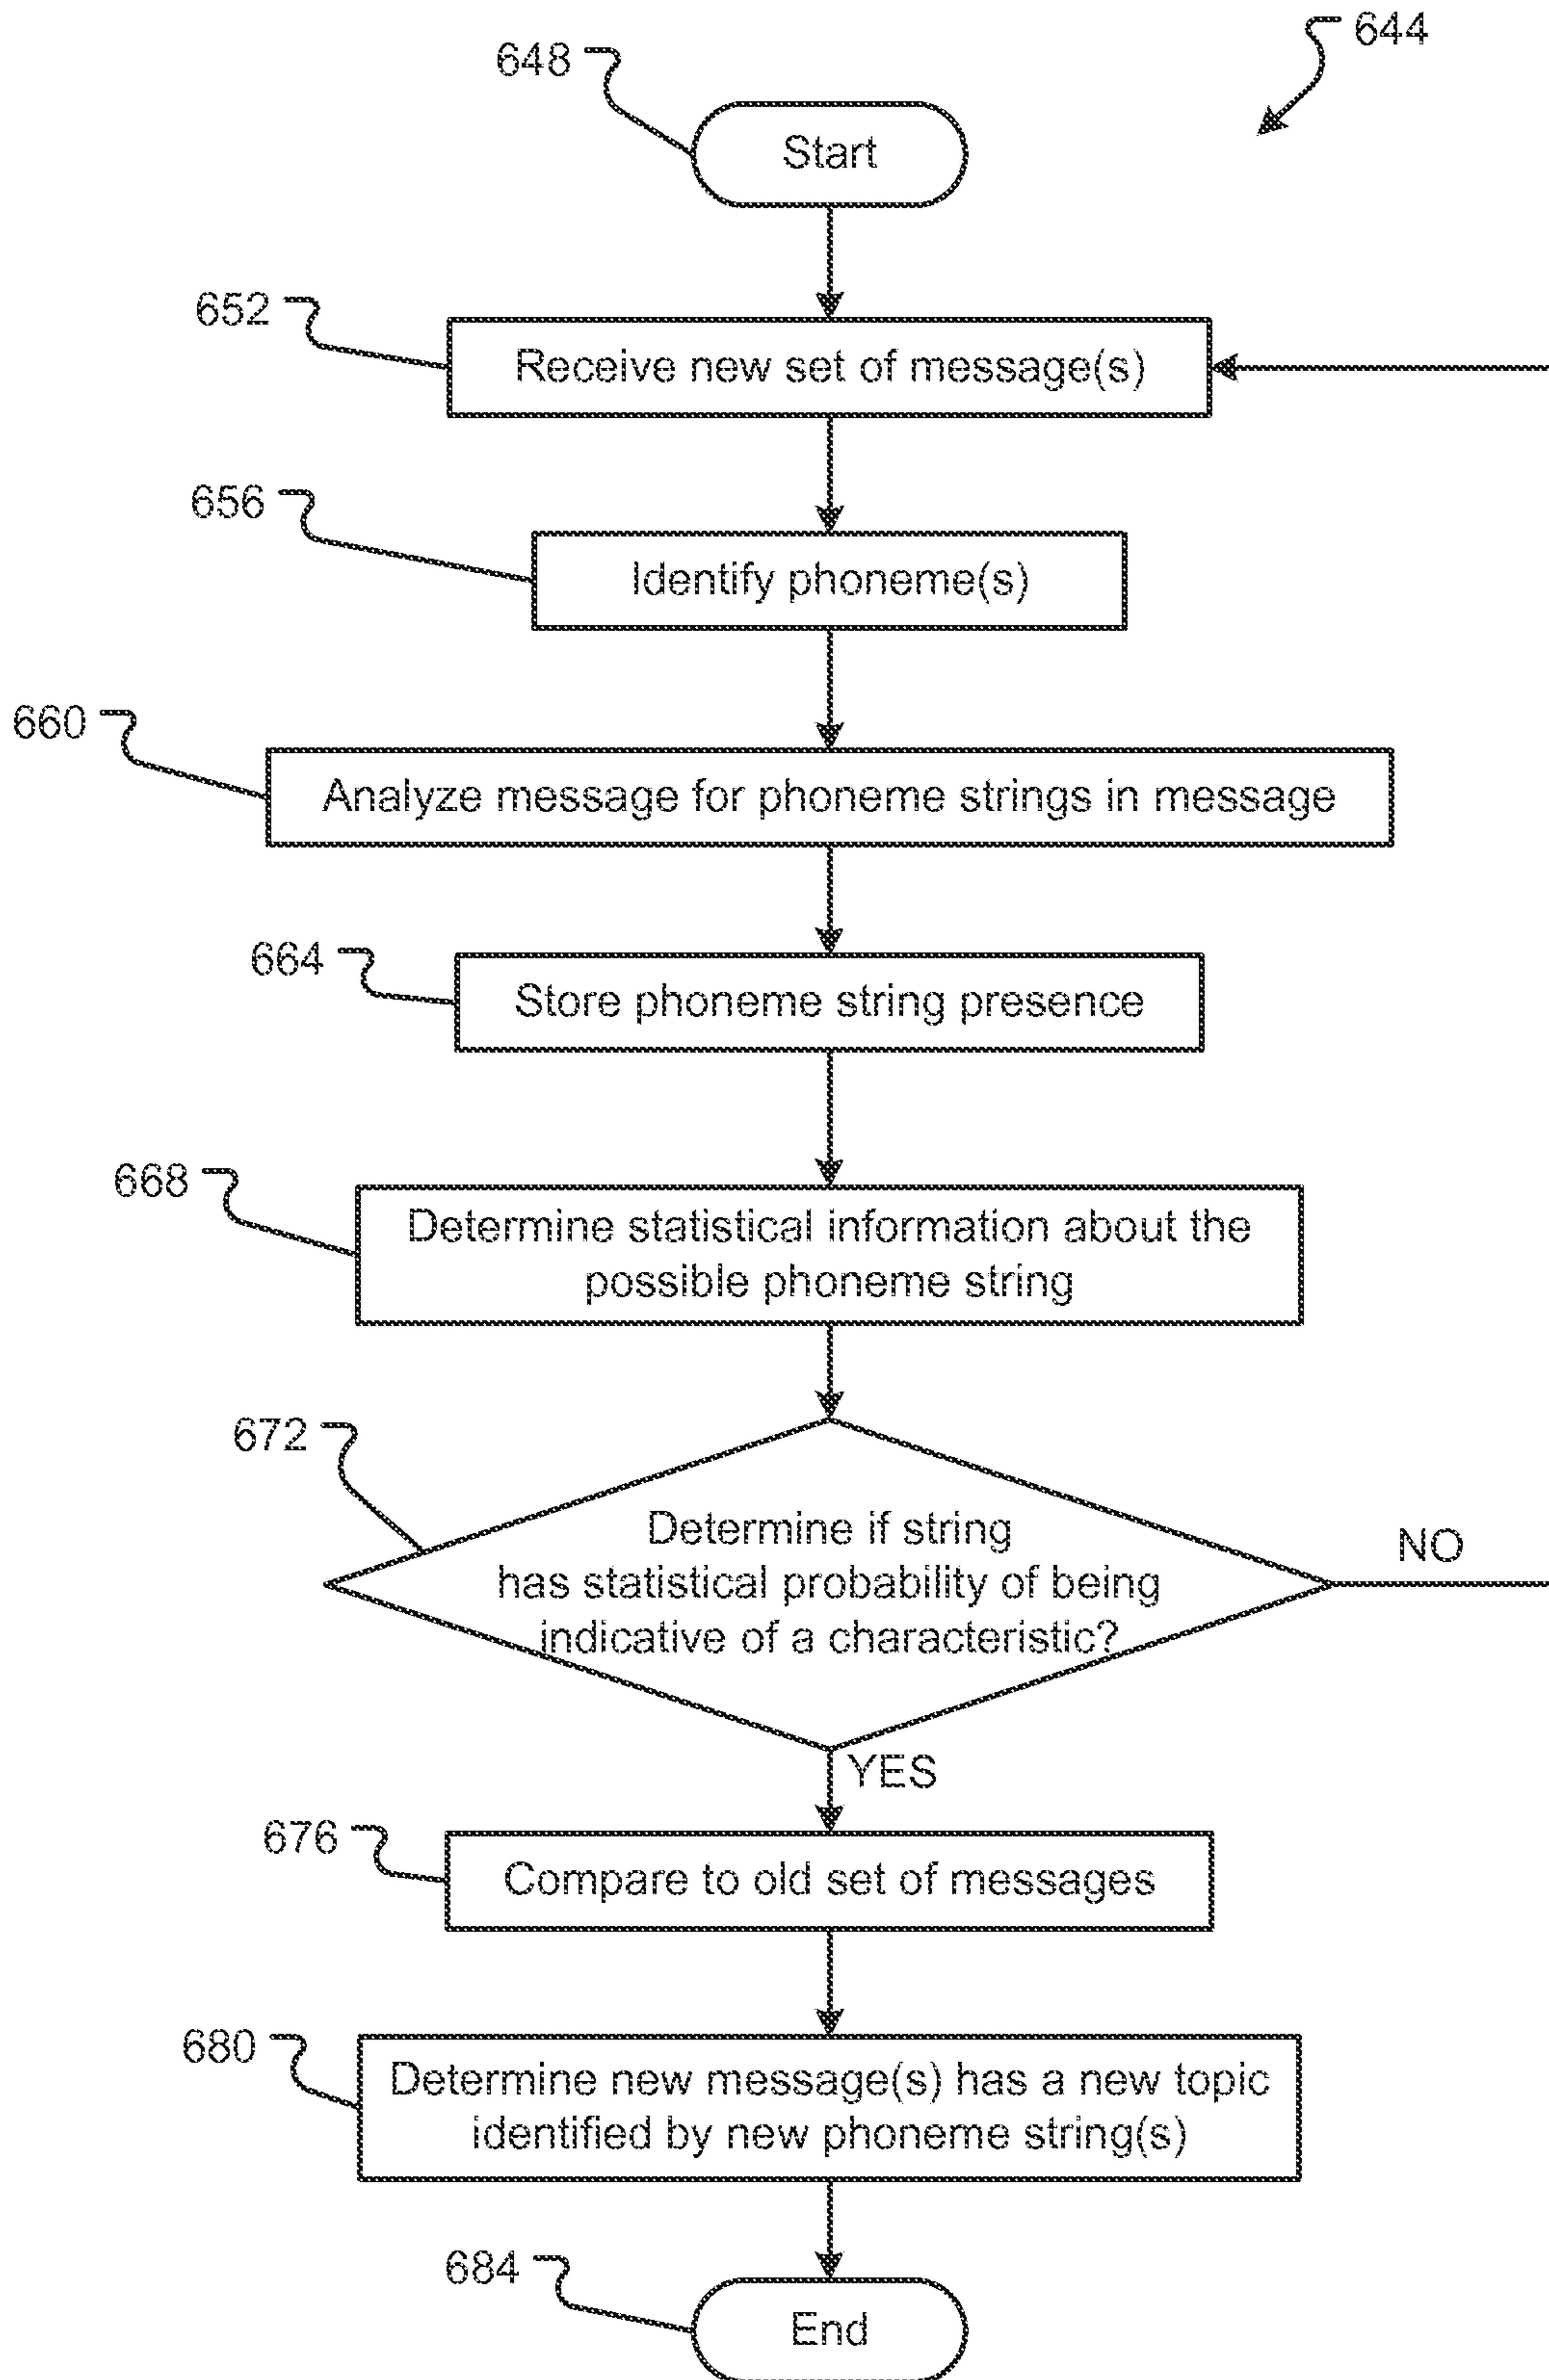 644
648
Start
652
Receive new set of message(s)
656
Identify phoneme(s)
660
Analyze message for phoneme strings in message
664
Store phoneme string presence
668
Determine statistical information about the
possible phoneme string
672
Determine if string
has statistical probability of being
indicative of a characteristic?
NO
YES
676
Compare to old set of messages
680
Determine new message(s) has a new topic
identified by new phoneme string(s)
684
End